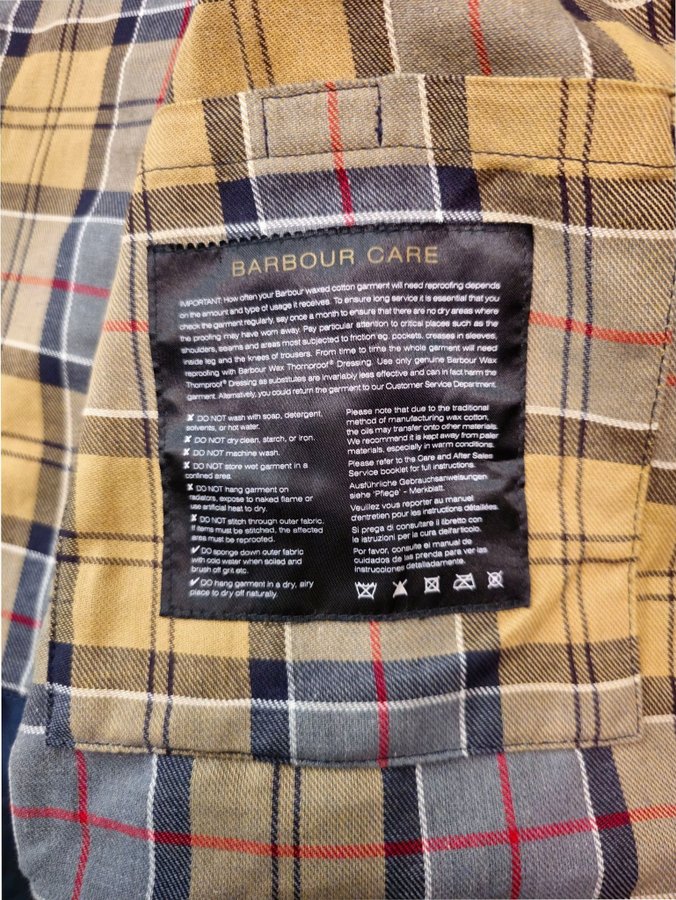 BARBOUR CARE
IMPORTANT: How often your Barbour waxed cotton garment will need reproofing depends
on the amount and type of usage it receives. To ensure long service it is essential that you
check the garment regularly, say once a month to ensure that there are no dry areas where
the proofing may have worn away. Pay particular attention to critical places such as the
shoulders, seams and areas most subjected to friction eg. pockets, creases in sleeves,
inside leg and the knees of trousers. From time to time the whole garment will need
reproofing with Barbour Wax Thornproof® Dressing. Use only genuine Barbour Wax
Thornproof® Dressing as substitutes are invariably less effective and can in fact harm the
garment. Alternatively, you could return the garment to our Customer Service Department.
✘ DO NOT wash with soap, detergent,
solvents, or hot water.
✘ DO NOT dry clean, starch, or iron.
✘ DO NOT machine wash.
✘ DO NOT store wet garment in a
confined area.
✘ DO NOT hang garment on
radiators, expose to naked flame or
use artificial heat to dry.
✘ DO NOT stitch through outer fabric.
If items must be stitched, the affected
area must be reproofed.
✔ DO sponge down outer fabric
with cold water when soiled and
brush off grit etc.
✔ DO hang garment in a dry, airy
place to dry off naturally.
Please note that due to the traditional
method of manufacturing wax cotton,
the oils may transfer onto other materials.
We recommend it is kept away from paler
materials, especially in warm conditions.
Please refer to the Care and After Sales
Service booklet for full instructions.
Ausführliche Gebrauchsanweisungen
siehe 'Pflege' - Merkblatt.
Veuillez vous reporter au manuel
d'entretien pour les instructions détaillées.
Si prega di consultare il libretto con
le istruzioni per la cura dell'articolo.
Por favor, consulte el manual de
cuidados de las prenda para ver las
instrucciones detalladamente.